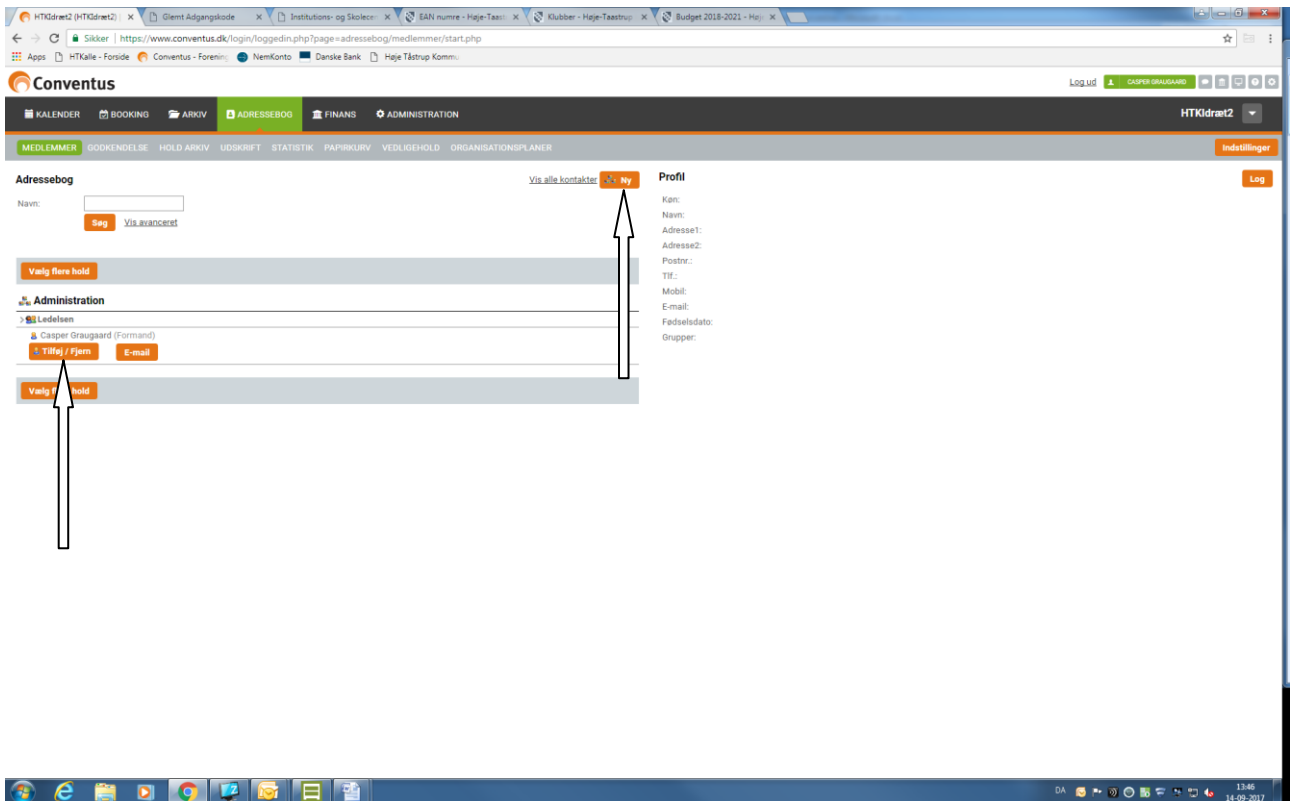 HTKIdræt2 (HTKIdræt2) | Glemt Adgangskode Institutions- og Skolece EAN numre - Høje-Taast Klubber - Høje-Taastrup Budget 2018-2021 - Høj
Sikker | https://www.conventus.dk/login/loggedin.php?page=adressebog/medlemmer/start.php
Apps HTKalle - Forside Conventus - Forening NemKonto Danske Bank Høje Tåstrup Kommu
Conventus
Log ud CASPER GRAUGAARD
KALENDER BOOKING ARKIV ADRESSEBOG FINANS ADMINISTRATION HTKIdræt2
MEDLEMMER GODKENDELSE HOLD ARKIV UDSKRIFT STATISTIK PAPIRKURV VEDLIGEHOLD ORGANISATIONSPLANER Indstillinger
Adressebog Vis alle kontakter Ny
Navn:
Søg Vis avanceret
Vælg flere hold
Administration
Ledelsen
Casper Graugaard (Formand)
Tilføj / Fjern E-mail
Vælg hold
Profil Log
Køn:
Navn:
Adresse1:
Adresse2:
Postnr.:
Tlf.:
Mobil:
E-mail:
Fødselsdato:
Grupper:
DA 13:46
14-09-2017